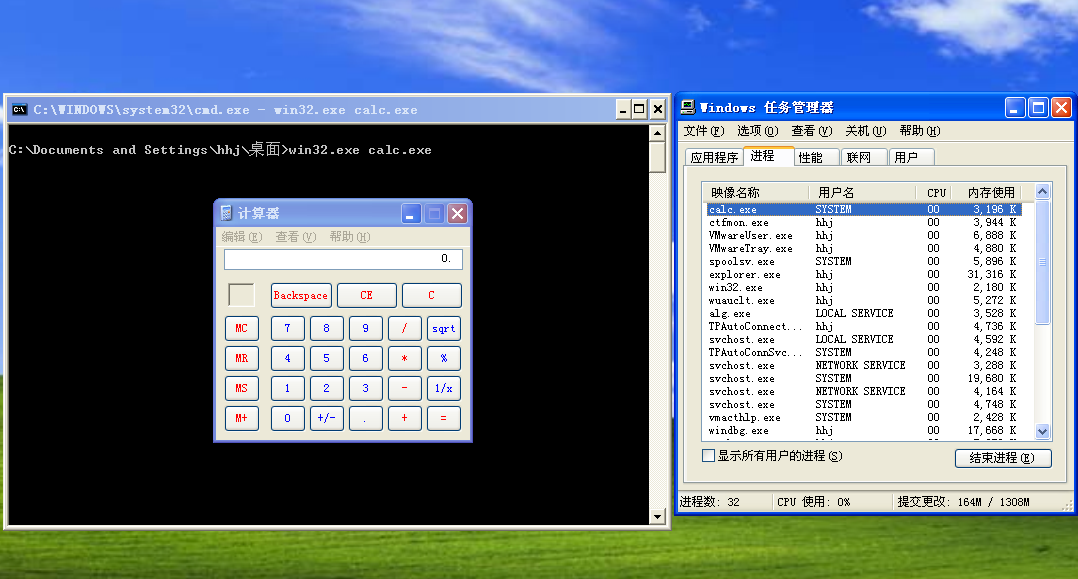 C:\WINDOWS\system32\cmd.exe - win32.exe calc.exe
C:\Documents and Settings\hhj\桌面>win32.exe calc.exe
计算器
编辑(E) 查看(V) 帮助(H)
0.
Backspace CE C
MC 7 8 9 / sqrt
MR 4 5 6 * %
MS 1 2 3 - 1/x
M+ 0 +/- . + =
Windows 任务管理器
文件(F) 选项(O) 查看(V) 关机(U) 帮助(H)
应用程序 进程 性能 联网 用户
映像名称 用户名 CPU 内存使用
calc.exe SYSTEM 00 3,196 K
ctfmon.exe hhj 00 3,944 K
VMwareUser.exe hhj 00 6,888 K
VMwareTray.exe hhj 00 4,880 K
spoolsv.exe SYSTEM 00 5,896 K
explorer.exe hhj 00 31,316 K
win32.exe hhj 00 2,180 K
wuauclt.exe hhj 00 5,272 K
alg.exe LOCAL SERVICE 00 3,528 K
TPAutoConnect... hhj 00 4,736 K
svchost.exe LOCAL SERVICE 00 4,592 K
TPAutoConnSvc... SYSTEM 00 4,248 K
svchost.exe NETWORK SERVICE 00 3,288 K
svchost.exe SYSTEM 00 19,680 K
svchost.exe NETWORK SERVICE 00 4,164 K
svchost.exe SYSTEM 00 4,748 K
vmacthlp.exe SYSTEM 00 2,428 K
windbg.exe hhj 00 17,668 K
显示所有用户的进程(S) 结束进程(E)
进程数: 32 CPU 使用: 0% 提交更改: 164M / 1308M